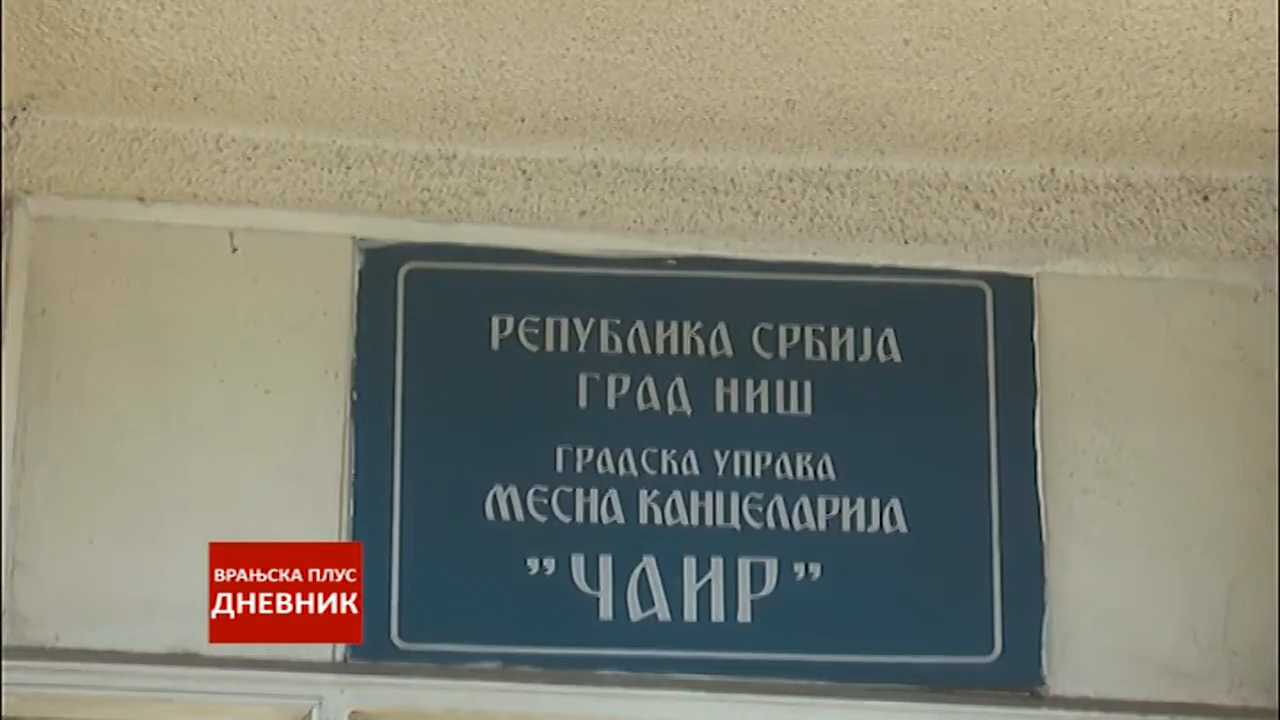 РЕПУБЛИКА СРБИЈА
ГРАД НИШ
ГРАДСКА УПРАВА
МЕСНА КАНЦЕЛАРИЈА
"ЧАИР"
ВРАЊСКА ПЛУС
ДНЕВНИК